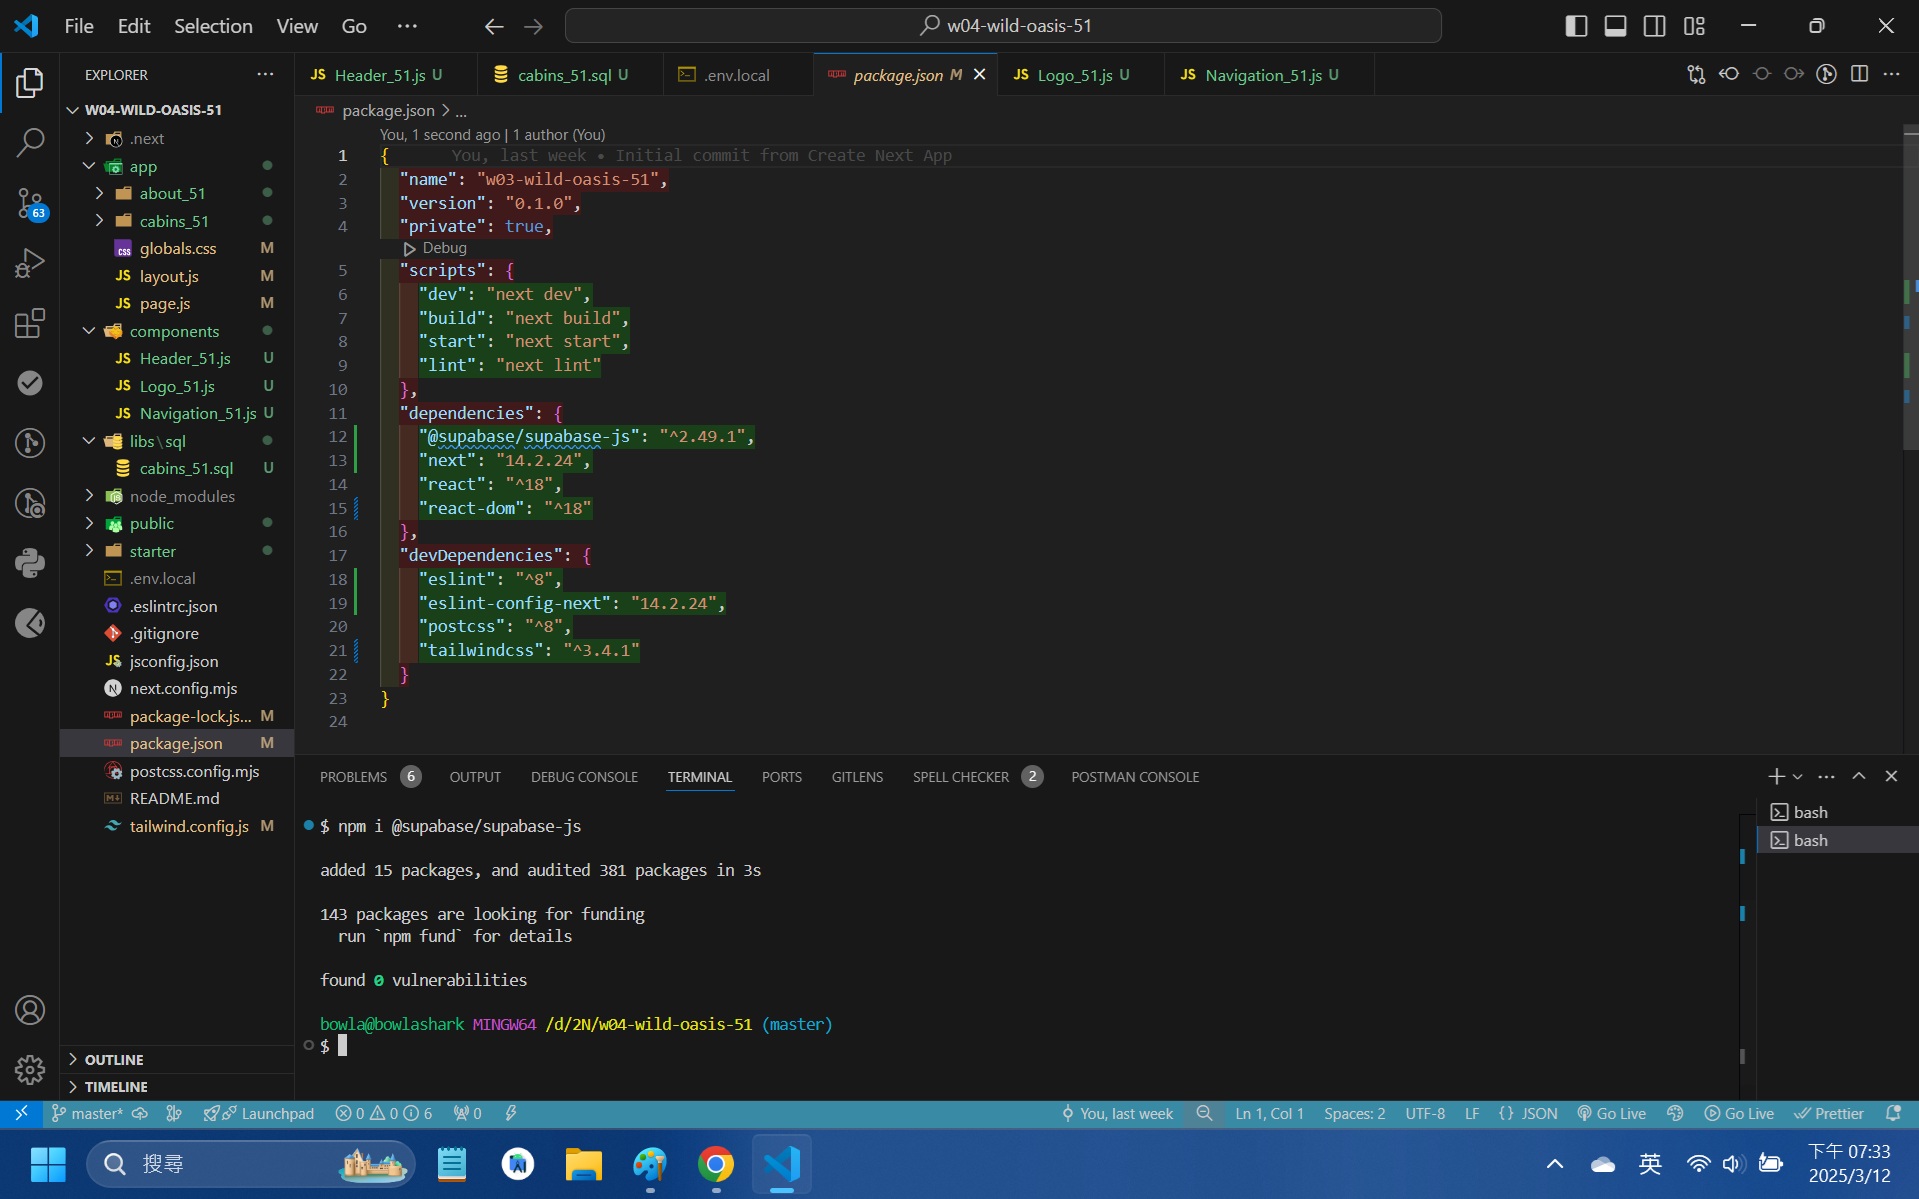 File Edit Selection View Go ··· w04-wild-oasis-51
EXPLORER ···
W04-WILD-OASIS-51
.next
app
about_51
cabins_51
globals.css M
layout.js M
page.js M
components
Header_51.js U
Logo_51.js U
Navigation_51.js U
libs\sql
cabins_51.sql U
node_modules
public
starter
.env.local
.eslintrc.json
.gitignore
jsconfig.json
next.config.mjs
package-lock.js... M
package.json M
postcss.config.mjs
README.md
tailwind.config.js M
OUTLINE
TIMELINE
63
JS Header_51.js U cabins_51.sql U .env.local package.json M JS Logo_51.js U JS Navigation_51.js U
package.json > ...
You, 1 second ago | 1 author (You)
1 { You, last week • Initial commit from Create Next App
2 "name": "w03-wild-oasis-51",
3 "version": "0.1.0",
4 "private": true,
Debug
5 "scripts": {
6 "dev": "next dev",
7 "build": "next build",
8 "start": "next start",
9 "lint": "next lint"
10 },
11 "dependencies": {
12 "@supabase/supabase-js": "^2.49.1",
13 "next": "14.2.24",
14 "react": "^18",
15 "react-dom": "^18"
16 },
17 "devDependencies": {
18 "eslint": "^8",
19 "eslint-config-next": "14.2.24",
20 "postcss": "^8",
21 "tailwindcss": "^3.4.1"
22 }
23 }
24
PROBLEMS 6 OUTPUT DEBUG CONSOLE TERMINAL PORTS GITLENS SPELL CHECKER 2 POSTMAN CONSOLE
$ npm i @supabase/supabase-js
added 15 packages, and audited 381 packages in 3s
143 packages are looking for funding
run `npm fund` for details
found 0 vulnerabilities
bowla@bowlashark MINGW64 /d/2N/w04-wild-oasis-51 (master)
$
bash
bash
master* Launchpad 0 0 6 0 You, last week Ln 1, Col 1 Spaces: 2 UTF-8 LF {} JSON Go Live Go Live Prettier
搜尋 英 下午 07:33
2025/3/12